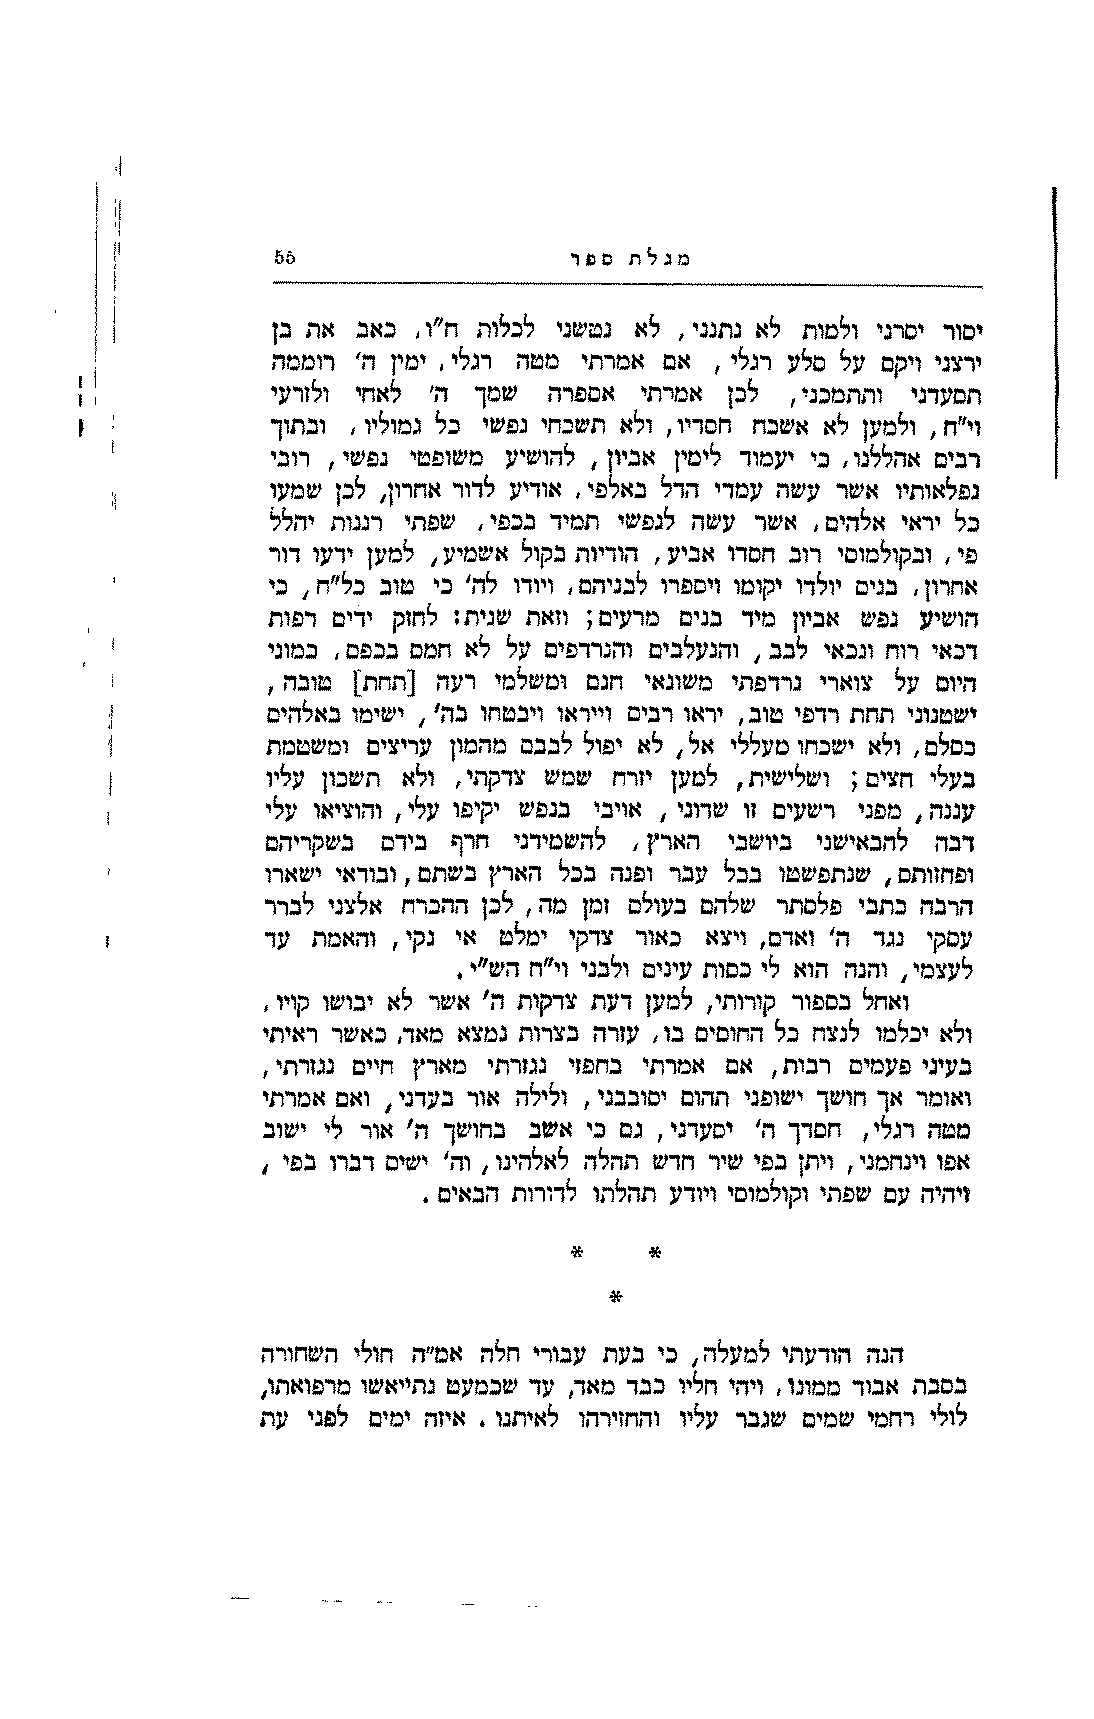 מגלת ספר 55
יסור יסרני ולמות לא נתנני, לא נטשני לכלות ח"ו, כאב את בן
ירצני ויקם על סלע רגלי, אם אמרתי מטה רגלי, ימין ה' רוממה
תסעדני ותתמכני, לכן אמרתי אספרה שמך ה' לאחי ולזרעי
וי"ח, ולמען לא אשכח חסדיו, ולא תשכחי נפשי כל גמוליו, ובתוך
רבים אהללנו, כי יעמוד לימין אביון, להושיע משופטי נפשי, רובי
נפלאותיו אשר עשה עמדי הדל באלפי, אודיע לדור אחרון, לכן שמעו
כל יראי אלהים, אשר עשה לנפשי תמיד בכפי, שפתי רננות יהלל
פי, ובקולמוסי רוב חסדו אביע, הודיות בקול אשמיע, למען ידעו דור
אחרון, בנים יולדו יקומו ויספרו לבניהם, ויודו לה' כי טוב כל"ח, כי
הושיע נפש אביון מיד בנים מרעים; וזאת שנית: לחזק ידים רפות
דכאי רוח ונכאי לבב, והנעלבים והנרדפים על לא חמס בכפם, כמוני
היום על צוארי נרדפתי משונאי חנם ומשלמי רעה [תחת] טובה,
ישטנוני תחת רדפי טוב, יראו רבים וייראו ויבטחו בה', ישימו באלהים
כסלם, ולא ישכחו מעללי אל, לא יפול לבבם מהמון עריצים ומשטמת
בעלי חצים; ושלישית, למען יזרח שמש צדקתי, ולא תשכון עליו
עננה, מפני רשעים זו שדוני, אויבי בנפש יקיפו עלי, והוציאו עלי
דבה להבאישני ביושבי הארץ, להשמידני חרף בידם בשקריהם
ופחזותם, שנתפשטו בכל עבר ופנה בכל הארץ בשתם, ובודאי ישארו
הרבה כתבי פלסתר שלהם בעולם זמן מה, לכן ההכרח אלצני לברר
עסקי נגד ה' ואדם, ויצא כאור צדקי ימלט אי נקי, והאמת עד
לעצמי, והנה הוא לי כסות עינים ולבני וי"ח הש"י.
ואחל בספור קורותי, למען דעת צדקות ה' אשר לא יבושו קויו,
ולא יכלמו לנצח כל החוסים בו, עזרה בצרות נמצא מאד, כאשר ראיתי
בעיני פעמים רבות, אם אמרתי בחפזי נגזרתי מארץ חיים נגזרתי,
ואומר אך חושך ישופני תהום יסובבני, ולילה אור בעדני, ואם אמרתי
מטה רגלי, חסדך ה' יסעדני, גם כי אשב בחושך ה' אור לי ישוב
אפו וינחמני, ויתן בפי שיר חדש תהלה לאלהינו, וה' ישים דברו בפי,
ויהיה עם שפתי וקולמוסי ויודע תהלתו לדורות הבאים.
* *
*
הנה הודעתי למעלה, כי בעת עבורי חלה אמ"ה חולי השחורה
בסבת אבוד ממונו, ויהי חליו כבד מאד, עד שכמעט נתייאשו מרפואתו,
לולי רחמי שמים שגבר עליו והחזירהו לאיתנו. איזה ימים לפני עת